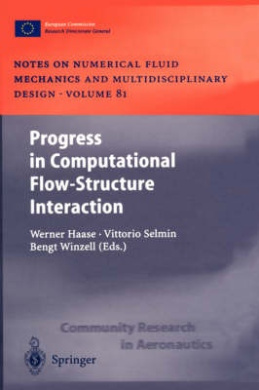 European Commission
Research Directorate General
NOTES ON NUMERICAL FLUID
MECHANICS AND MULTIDISCIPLINARY
DESIGN · VOLUME 81
Progress
in Computational
Flow-Structure
Interaction
Werner Haase · Vittorio Selmin
Bengt Winzell (Eds.)
Community Research
in Aeronautics
Springer